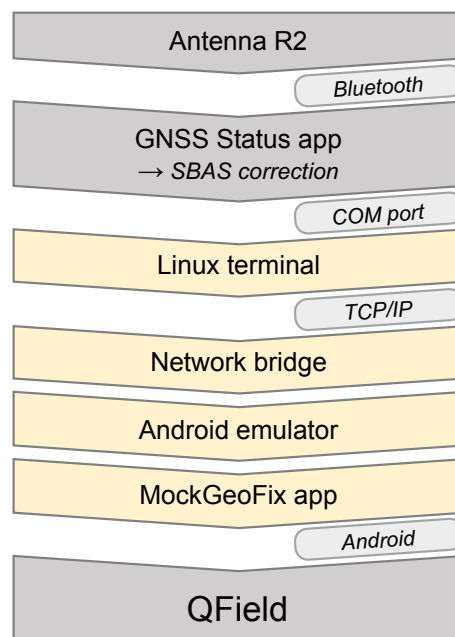 Antenna R2
Bluetooth
GNSS Status app
→ SBAS correction
COM port
Linux terminal
TCP/IP
Network bridge
Android emulator
MockGeoFix app
Android
QField